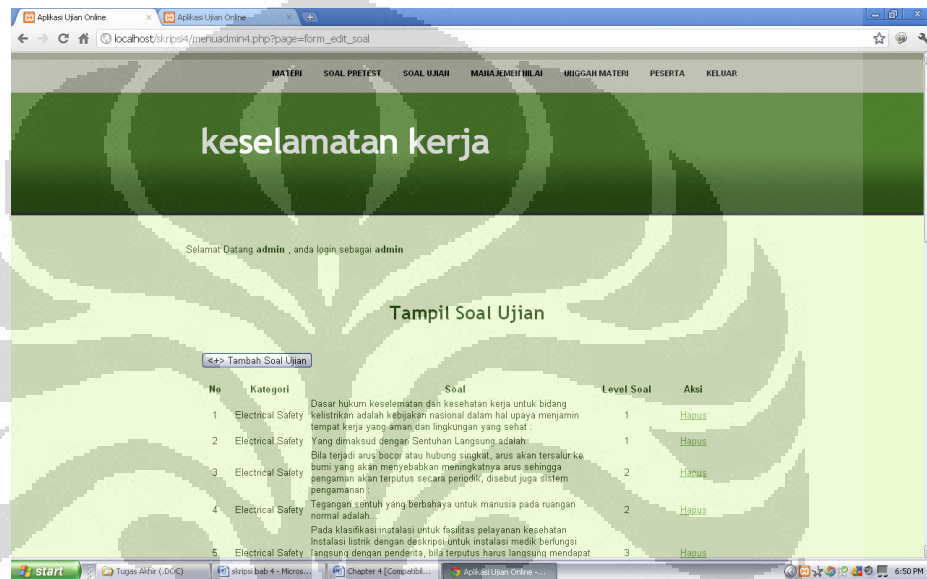 Aplikasi Ujian Online
Aplikasi Ujian Online
localhost/skripsi4/menuadmin4.php?page=form_edit_soal
MATERI SOAL PRETEST SOAL UJIAN MANAJEMEN NILAI UNGGAH MATERI PESERTA KELUAR
keselamatan kerja
Selamat Datang admin , anda login sebagai admin
Tampil Soal Ujian
<+> Tambah Soal Ujian
No Kategori Soal Level Soal Aksi
Dasar hukum keselematan dan kesehatan kerja untuk bidang
1 Electrical Safety kelistrikan adalah kebijakan nasional dalam hal upaya menjamin 1 Hapus
tempat kerja yang aman dan lingkungan yang sehat :
2 Electrical Safety Yang dimaksud dengan Sentuhan Langsung adalah 1 Hapus
Bila terjadi arus bocor atau hubung singkat, arus akan tersalur ke
bumi yang akan menyebabkan meningkatnya arus sehingga
3 Electrical Safety pengaman akan terputus secara periodik, disebut juga sistem 2 Hapus
pengamanan :
4 Electrical Safety Tegangan sentuh yang berbahaya untuk manusia pada ruangan 2 Hapus
normal adalah...
Pada klasifikasi instalasi untuk fasilitas pelayanan kesehatan
Instalasi listrik dengan deskripsi untuk instalasi medik berfungsi
5 Electrical Safety langsung dengan penderita, bila terputus harus langsung mendapat 3 Hapus
start Tugas Akhir (.DOC) skripsi bab 4 - Micros... Chapter 4 [Compatibil... Aplikasi Ujian Online -... 6:50 PM